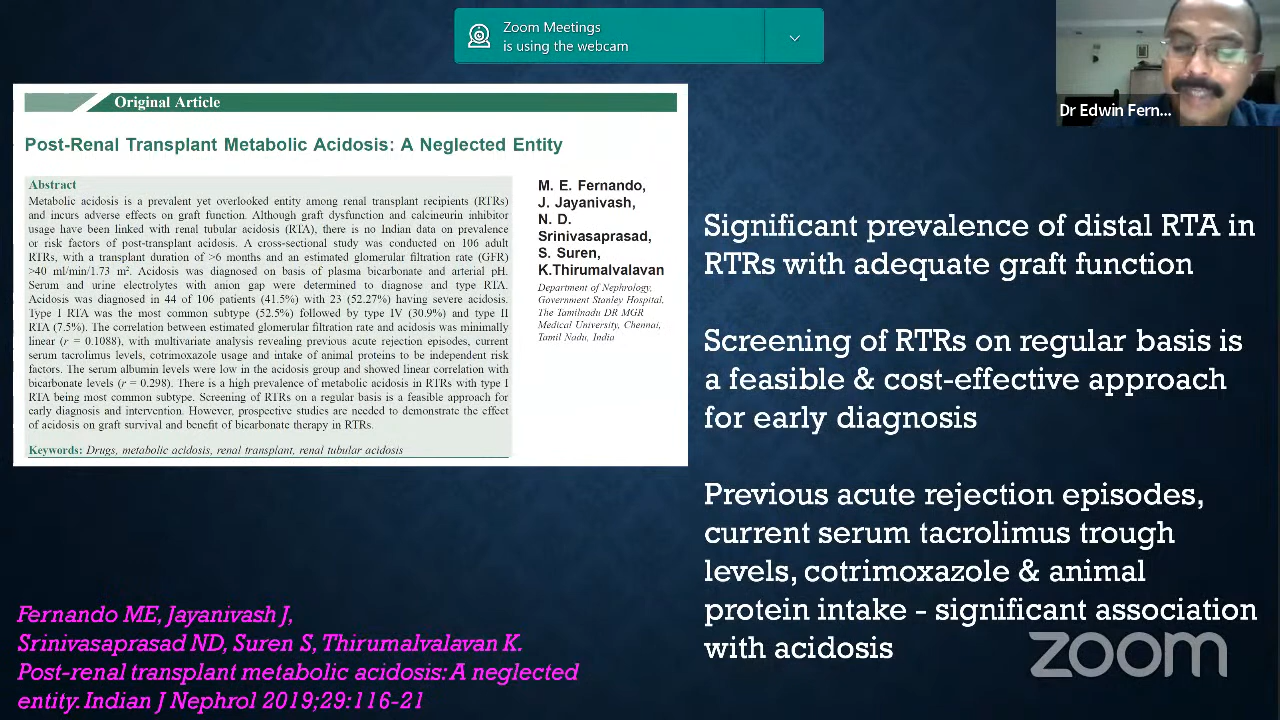 Zoom Meetings
is using the webcam
Dr Edwin Fern...
Original Article
Post-Renal Transplant Metabolic Acidosis: A Neglected Entity
Abstract
Metabolic acidosis is a prevalent yet overlooked entity among renal transplant recipients (RTRs)
and incurs adverse effects on graft function. Although graft dysfunction and calcineurin inhibitor
usage have been linked with renal tubular acidosis (RTA), there is no Indian data on prevalence
or risk factors of post-transplant acidosis. A cross-sectional study was conducted on 106 adult
RTRs, with a transplant duration of >6 months and an estimated glomerular filtration rate (GFR)
>40 ml/min/1.73 m². Acidosis was diagnosed on basis of plasma bicarbonate and arterial pH.
Serum and urine electrolytes with anion gap were determined to diagnose and type RTA.
Acidosis was diagnosed in 44 of 106 patients (41.5%) with 23 (52.27%) having severe acidosis.
Type I RTA was the most common subtype (52.5%) followed by type IV (30.9%) and type II
RTA (7.5%). The correlation between estimated glomerular filtration rate and acidosis was minimally
linear (r = 0.1088), with multivariate analysis revealing previous acute rejection episodes, current
serum tacrolimus levels, cotrimoxazole usage and intake of animal proteins to be independent risk
factors. The serum albumin levels were low in the acidosis group and showed linear correlation with
bicarbonate levels (r = 0.298). There is a high prevalence of metabolic acidosis in RTRs with type I
RTA being most common subtype. Screening of RTRs on a regular basis is a feasible approach for
early diagnosis and intervention. However, prospective studies are needed to demonstrate the effect
of acidosis on graft survival and benefit of bicarbonate therapy in RTRs.
Keywords: Drugs, metabolic acidosis, renal transplant, renal tubular acidosis
M. E. Fernando,
J. Jayanivash,
N. D.
Srinivasaprasad,
S. Suren,
K.Thirumalvalavan
Department of Nephrology,
Government Stanley Hospital,
The Tamilnadu DR MGR
Medical University, Chennai,
Tamil Nadu, India
Significant prevalence of distal RTA in
RTRs with adequate graft function
Screening of RTRs on regular basis is
a feasible & cost-effective approach
for early diagnosis
Previous acute rejection episodes,
current serum tacrolimus trough
levels, cotrimoxazole & animal
protein intake - significant association
with acidosis
Fernando ME, Jayanivash J,
Srinivasaprasad ND, Suren S, Thirumalvalavan K.
Post-renal transplant metabolic acidosis: A neglected
entity. Indian J Nephrol 2019;29:116-21
zoom